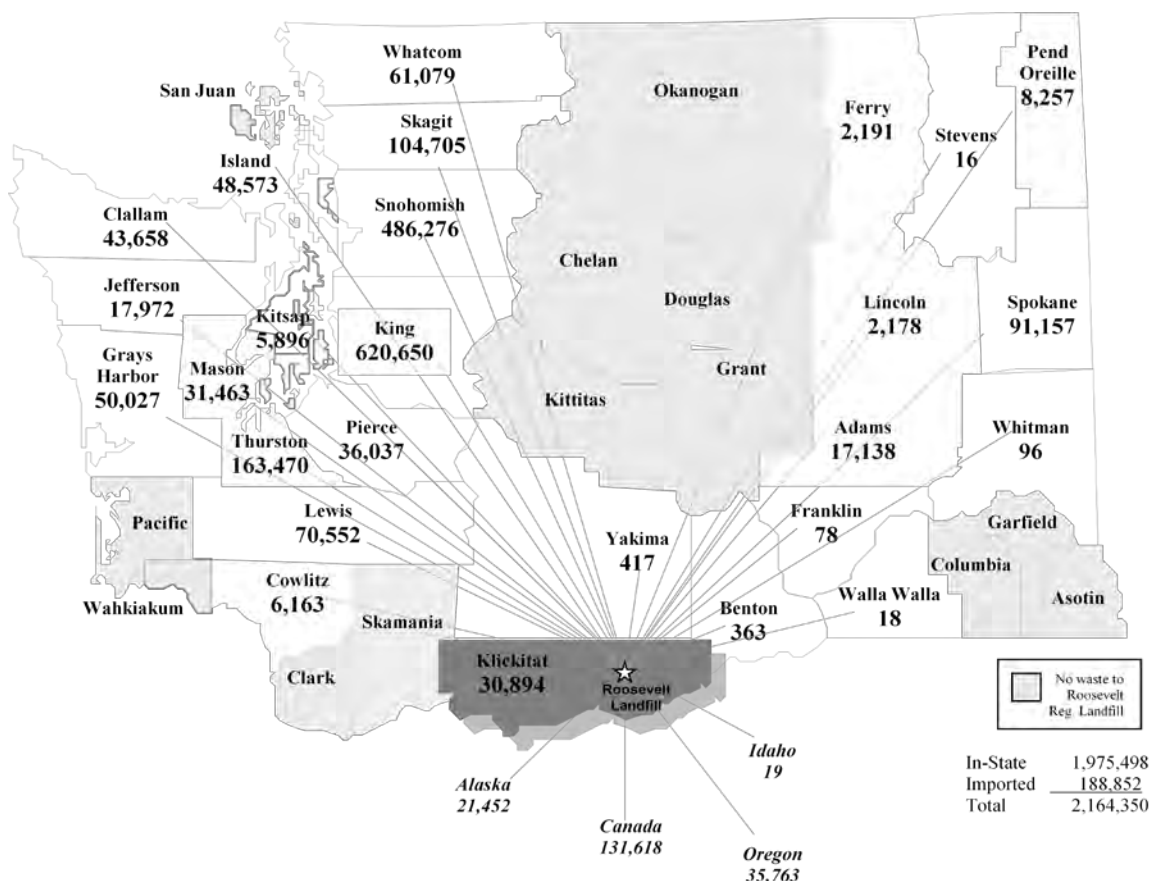 Whatcom
61,079
Pend
Oreille
8,257
San Juan
Okanogan
Ferry
2,191
Skagit
104,705
Stevens
16
Island
48,573
Snohomish
486,276
Clallam
43,658
Chelan
Jefferson
17,972
Douglas
Lincoln
2,178
Spokane
91,157
Kitsap
5,896
King
620,650
Grays
Harbor
50,027
Mason
31,463
Grant
Kittitas
Pierce
36,037
Adams
17,138
Whitman
96
Thurston
163,470
Lewis
70,552
Franklin
78
Pacific
Garfield
Yakima
417
Columbia
Cowlitz
6,163
Walla Walla
18
Asotin
Wahkiakum
Benton
363
Skamania
Klickitat
30,894
Clark
Roosevelt
Landfill
No waste to
Roosevelt
Reg. Landfill
Idaho
19
In-State 1,975,498
Imported 188,852
Total 2,164,350
Alaska
21,452
Canada
131,618
Oregon
35,763